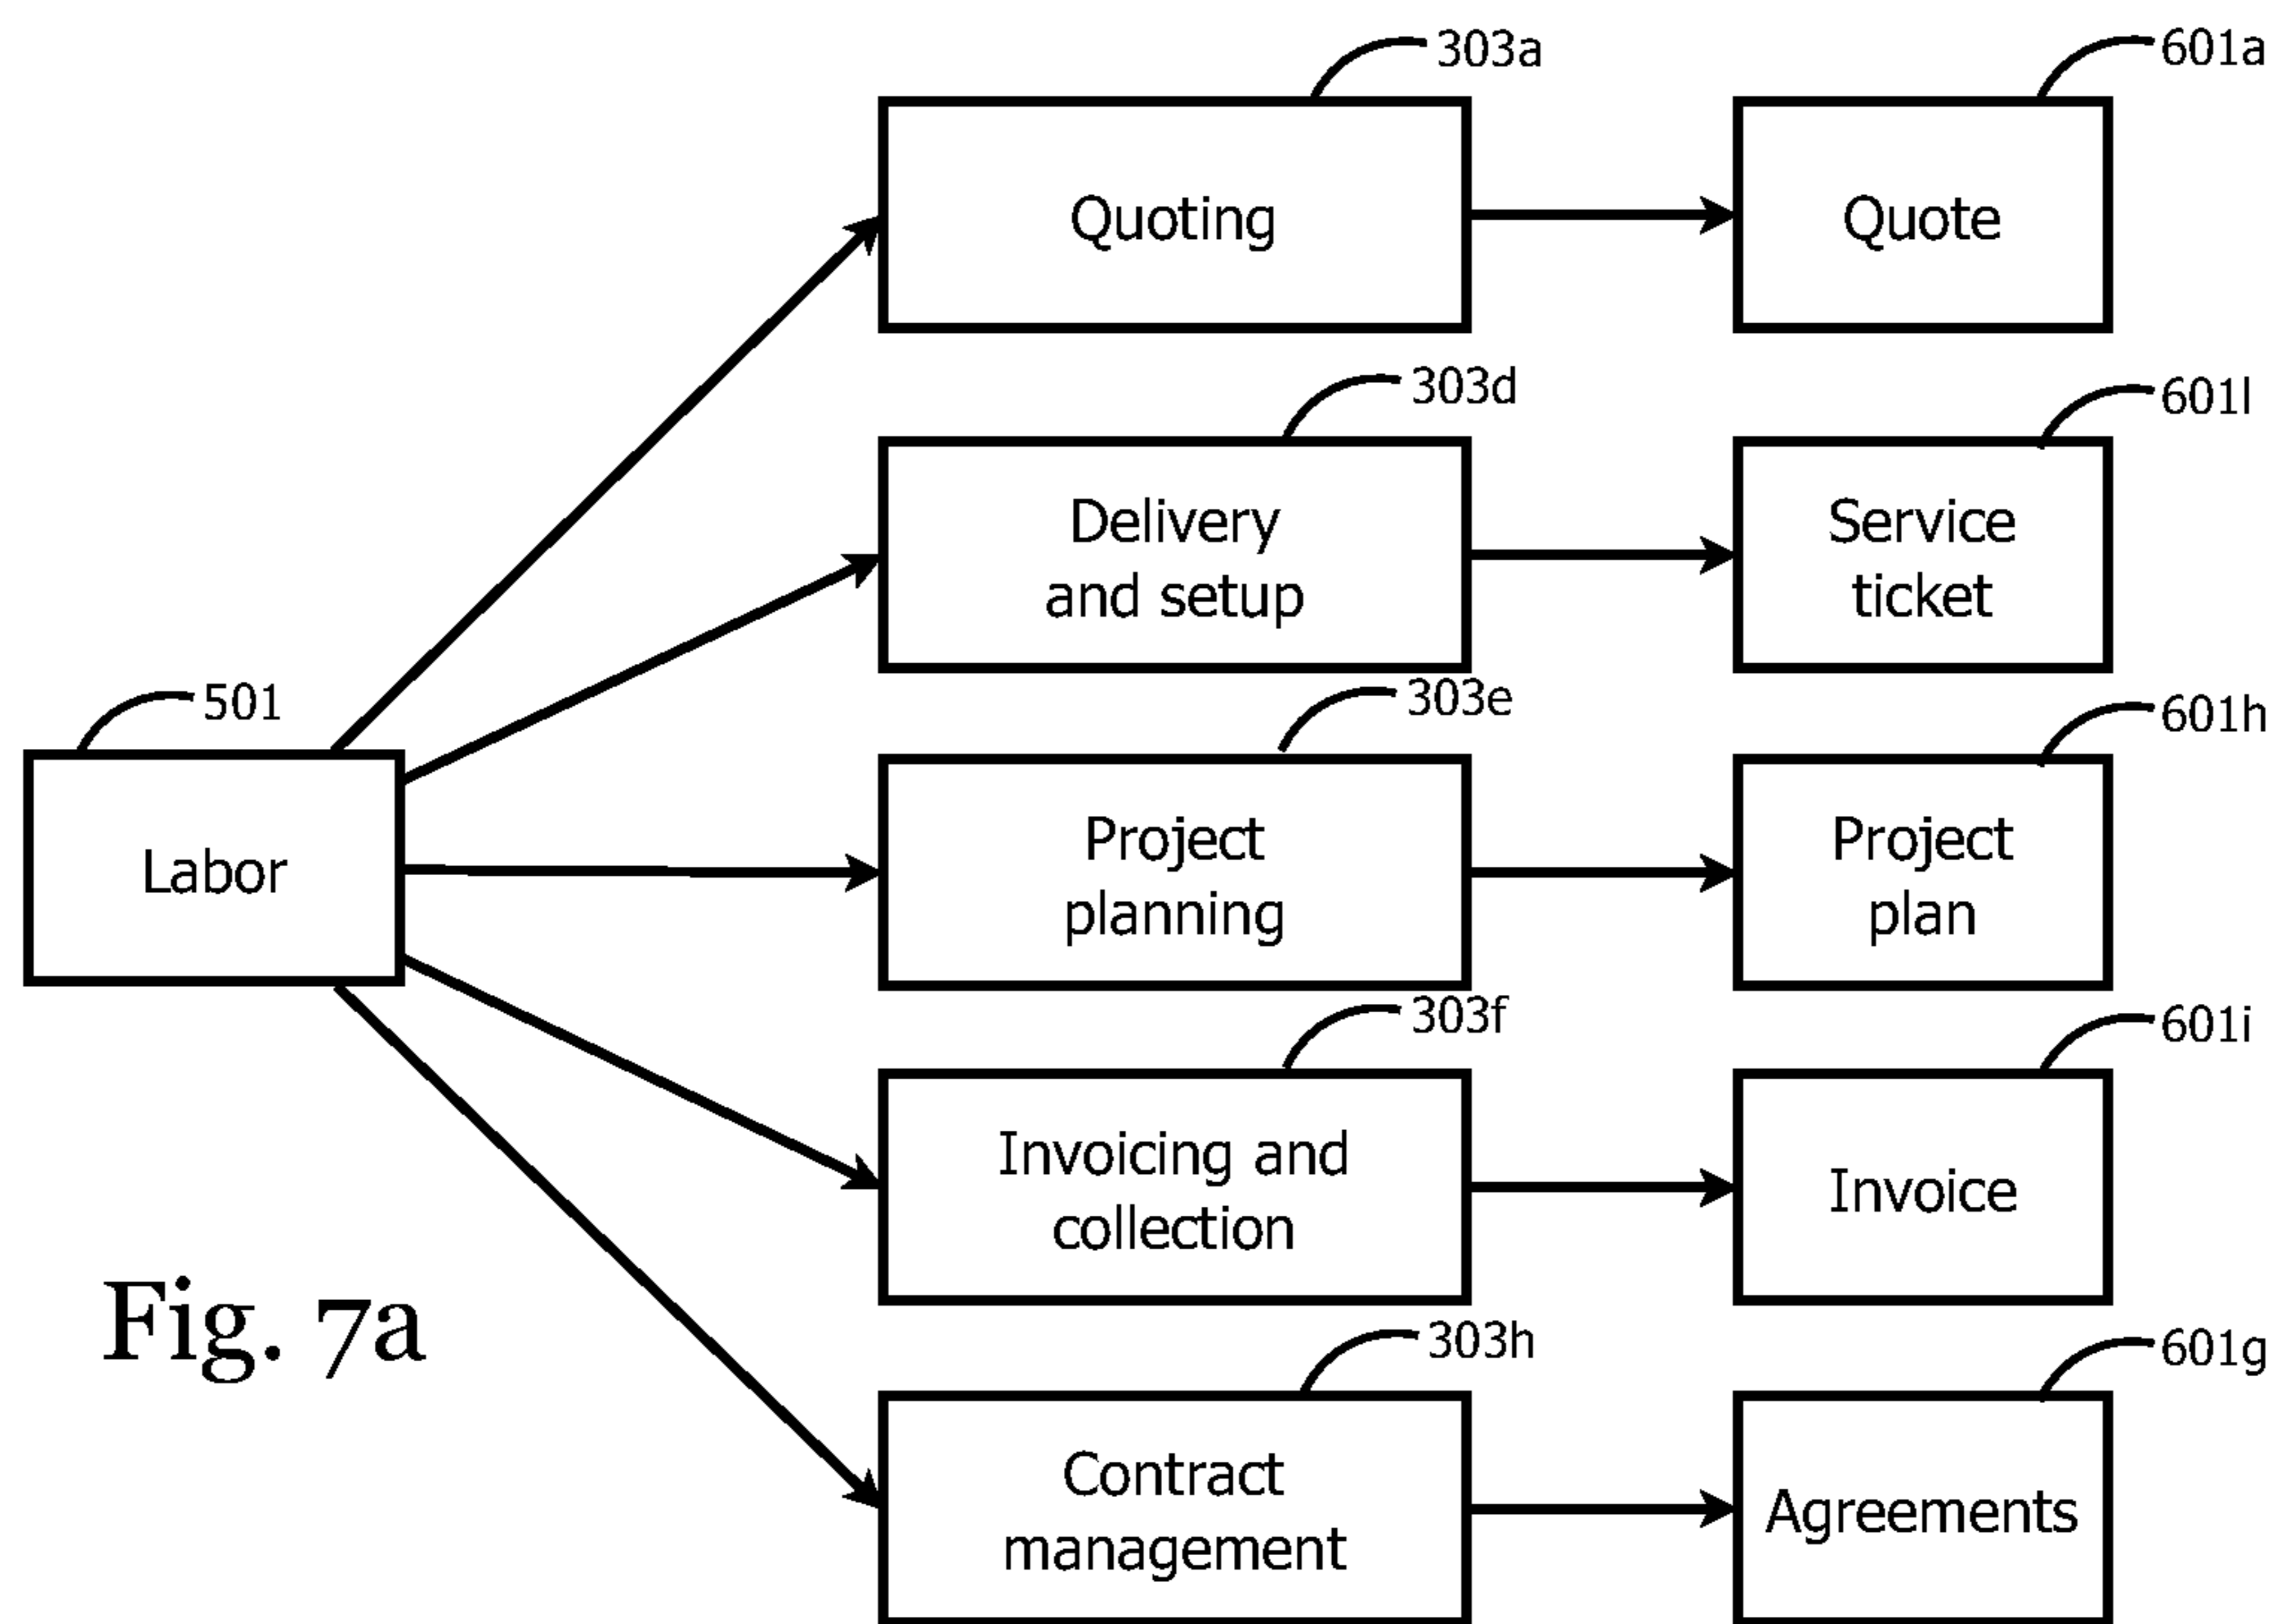 303a
601a
Quoting
Quote
303d
601l
Delivery
and setup
Service
ticket
501
303e
601h
Labor
Project
planning
Project
plan
303f
601i
Invoicing and
collection
Invoice
Fig. 7a
303h
601g
Contract
management
Agreements